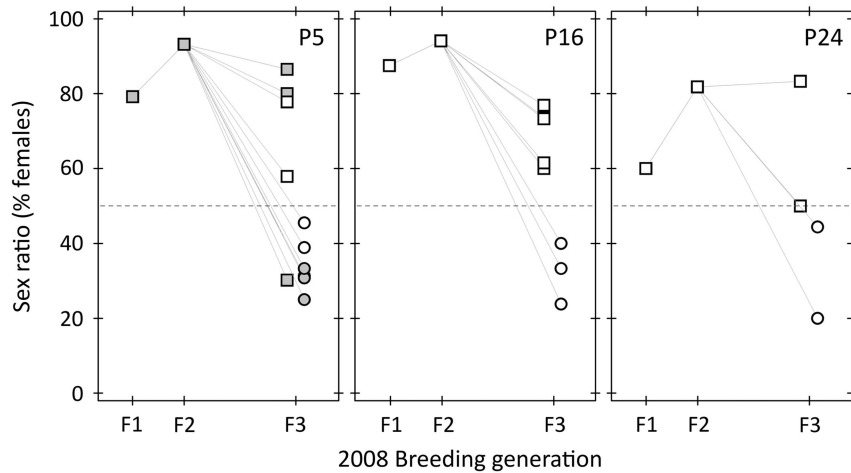 Sex ratio (% females)
100
80
60
40
20
0
P5
P16
P24
F1 F2 F3
F1 F2 F3
F1 F2 F3
2008 Breeding generation